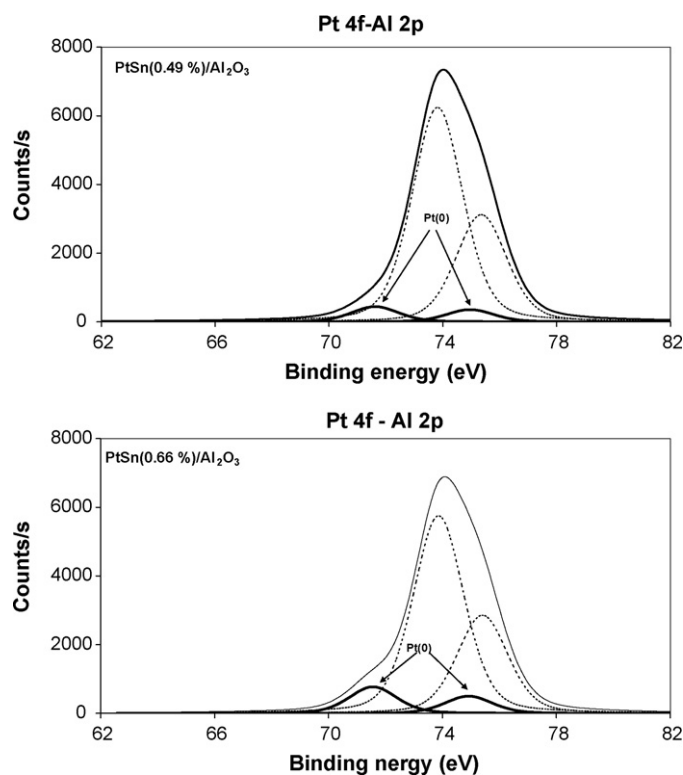 Pt 4f-Al 2p
8000
PtSn(0.49 %)/Al₂O₃
6000
Counts/s
4000
Pt(0)
2000
0
62 66 70 74 78 82
Binding energy (eV)
Pt 4f - Al 2p
8000
PtSn(0.66 %)/Al₂O₃
6000
Counts/s
4000
2000
Pt(0)
0
62 66 70 74 78 82
Binding nergy (eV)